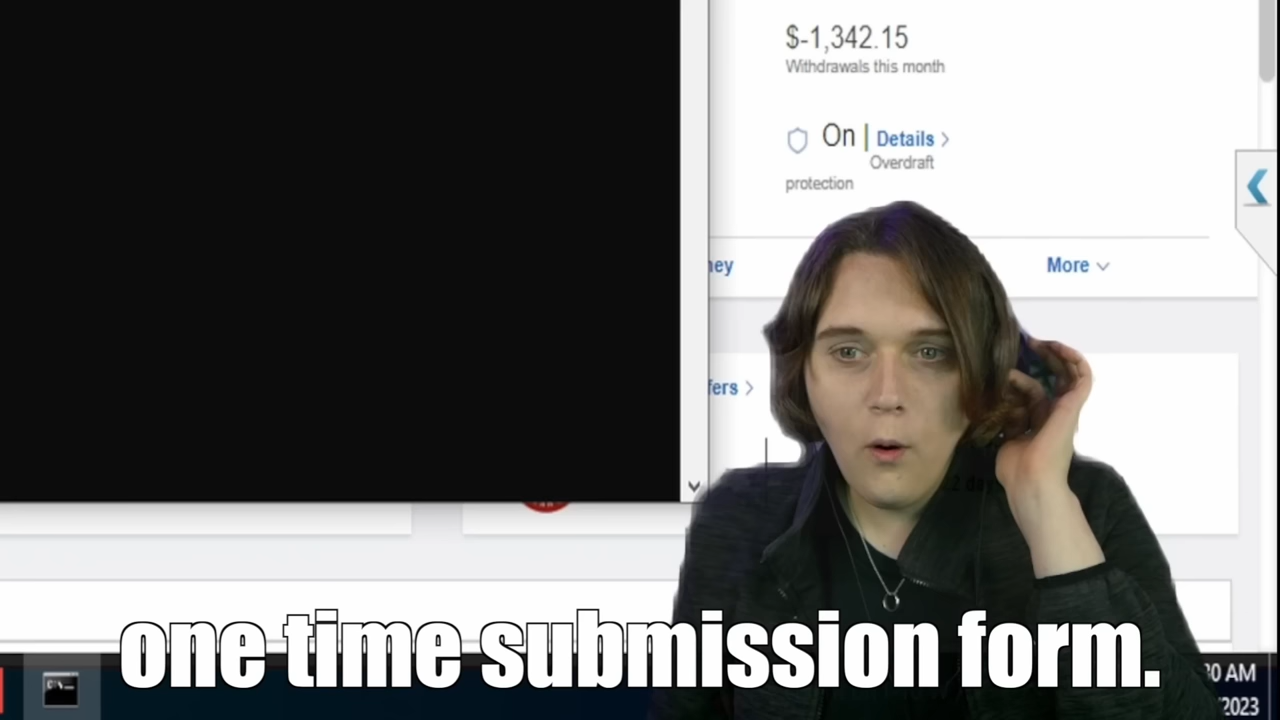 $-1,342.15
Withdrawals this month
On | Details >
Overdraft
protection
More
one time submission form.